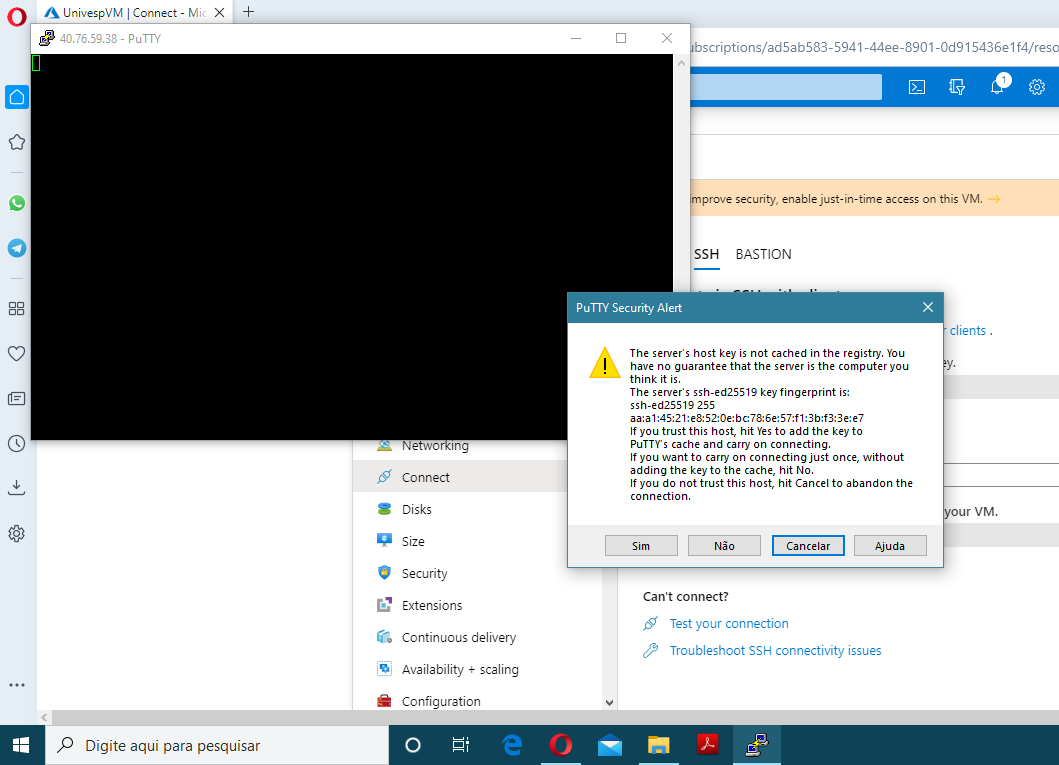 UnivespVM | Connect - Mic
40.76.59.38 - PuTTY
ubscriptions/ad5ab583-5941-44ee-8901-0d915436e1f4/reso
1
improve security, enable just-in-time access on this VM. →
SSH
BASTION
clients .
PuTTY Security Alert
The server's host key is not cached in the registry. You
have no guarantee that the server is the computer you
think it is.
The server's ssh-ed25519 key fingerprint is:
ssh-ed25519 255
aa:a1:45:21:e8:52:0e:bc:78:6e:57:f1:3b:f3:3e:e7
If you trust this host, hit Yes to add the key to
PuTTY's cache and carry on connecting.
If you want to carry on connecting just once, without
adding the key to the cache, hit No.
If you do not trust this host, hit Cancel to abandon the
connection.
Sim
Não
Cancelar
Ajuda
ey.
your VM.
Networking
Connect
Disks
Size
Security
Extensions
Continuous delivery
Availability + scaling
Configuration
Can't connect?
Test your connection
Troubleshoot SSH connectivity issues
Digite aqui para pesquisar